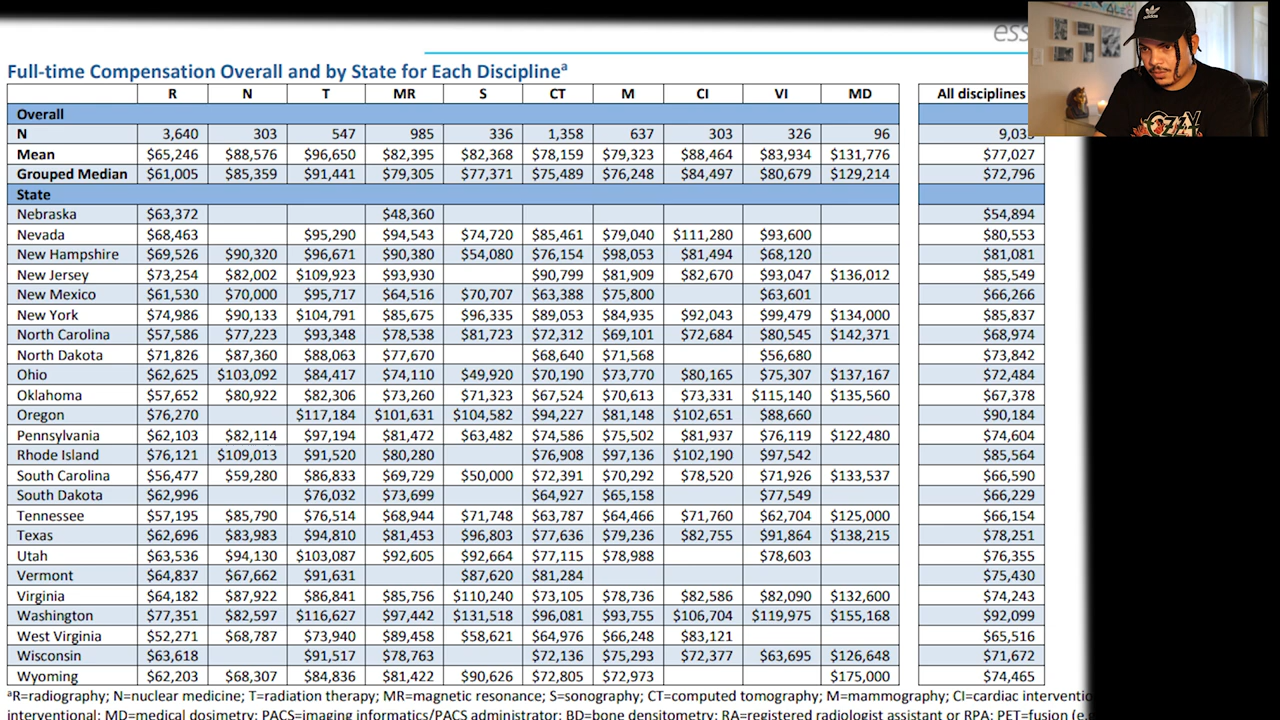 ess
Full-time Compensation Overall and by State for Each Disciplineª
R N T MR S CT M CI VI MD All disciplines
Overall
N 3,640 303 547 985 336 1,358 637 303 326 96
Mean $65,246 $88,576 $96,650 $82,395 $82,368 $78,159 $79,323 $88,464 $83,934 $131,776 $77,027
Grouped Median $61,005 $85,359 $91,441 $79,305 $77,371 $75,489 $76,248 $84,497 $80,679 $129,214 $72,796
State
Nebraska $63,372 $48,360 $54,894
Nevada $68,463 $95,290 $94,543 $74,720 $85,461 $79,040 $111,280 $93,600 $80,553
New Hampshire $69,526 $90,320 $96,671 $90,380 $54,080 $76,154 $98,053 $81,494 $68,120 $81,081
New Jersey $73,254 $82,002 $109,923 $93,930 $90,799 $81,909 $82,670 $93,047 $136,012 $85,549
New Mexico $61,530 $70,000 $95,717 $64,516 $70,707 $63,388 $75,800 $63,601 $66,266
New York $74,986 $90,133 $104,791 $85,675 $96,335 $89,053 $84,935 $92,043 $99,479 $134,000 $85,837
North Carolina $57,586 $77,223 $93,348 $78,538 $81,723 $72,312 $69,101 $72,684 $80,545 $142,371 $68,974
North Dakota $71,826 $87,360 $88,063 $77,670 $68,640 $71,568 $56,680 $73,842
Ohio $62,625 $103,092 $84,417 $74,110 $49,920 $70,190 $73,770 $80,165 $75,307 $137,167 $72,484
Oklahoma $57,652 $80,922 $82,306 $73,260 $71,323 $67,524 $70,613 $73,331 $115,140 $135,560 $67,378
Oregon $76,270 $117,184 $101,631 $104,582 $94,227 $81,148 $102,651 $88,660 $90,184
Pennsylvania $62,103 $82,114 $97,194 $81,472 $63,482 $74,586 $75,502 $81,937 $76,119 $122,480 $74,604
Rhode Island $76,121 $109,013 $91,520 $80,280 $76,908 $97,136 $102,190 $97,542 $85,564
South Carolina $56,477 $59,280 $86,833 $69,729 $50,000 $72,391 $70,292 $78,520 $71,926 $133,537 $66,590
South Dakota $62,996 $76,032 $73,699 $64,927 $65,158 $77,549 $66,229
Tennessee $57,195 $85,790 $76,514 $68,944 $71,748 $63,787 $64,466 $71,760 $62,704 $125,000 $66,154
Texas $62,696 $83,983 $94,810 $81,453 $96,803 $77,636 $79,236 $82,755 $91,864 $138,215 $78,251
Utah $63,536 $94,130 $103,087 $92,605 $92,664 $77,115 $78,988 $78,603 $76,355
Vermont $64,837 $67,662 $91,631 $87,620 $81,284 $75,430
Virginia $64,182 $87,922 $86,841 $85,756 $110,240 $73,105 $78,736 $82,586 $82,090 $132,600 $74,243
Washington $77,351 $82,597 $116,627 $97,442 $131,518 $96,081 $93,755 $106,704 $119,975 $155,168 $92,099
West Virginia $52,271 $68,787 $73,940 $89,458 $58,621 $64,976 $66,248 $83,121 $65,516
Wisconsin $63,618 $91,517 $78,763 $72,136 $75,293 $72,377 $63,695 $126,648 $71,672
Wyoming $62,203 $68,307 $84,836 $81,422 $90,626 $72,805 $72,973 $175,000 $74,465
ªR=radiography; N=nuclear medicine; T=radiation therapy; MR=magnetic resonance; S=sonography; CT=computed tomography; M=mammography; CI=cardiac interventio
interventional; MD=medical dosimetry; PACS=imaging informatics/PACS administrator; BD=bone densitometry; RA=registered radiologist assistant or RPA; PET=fusion (e.g